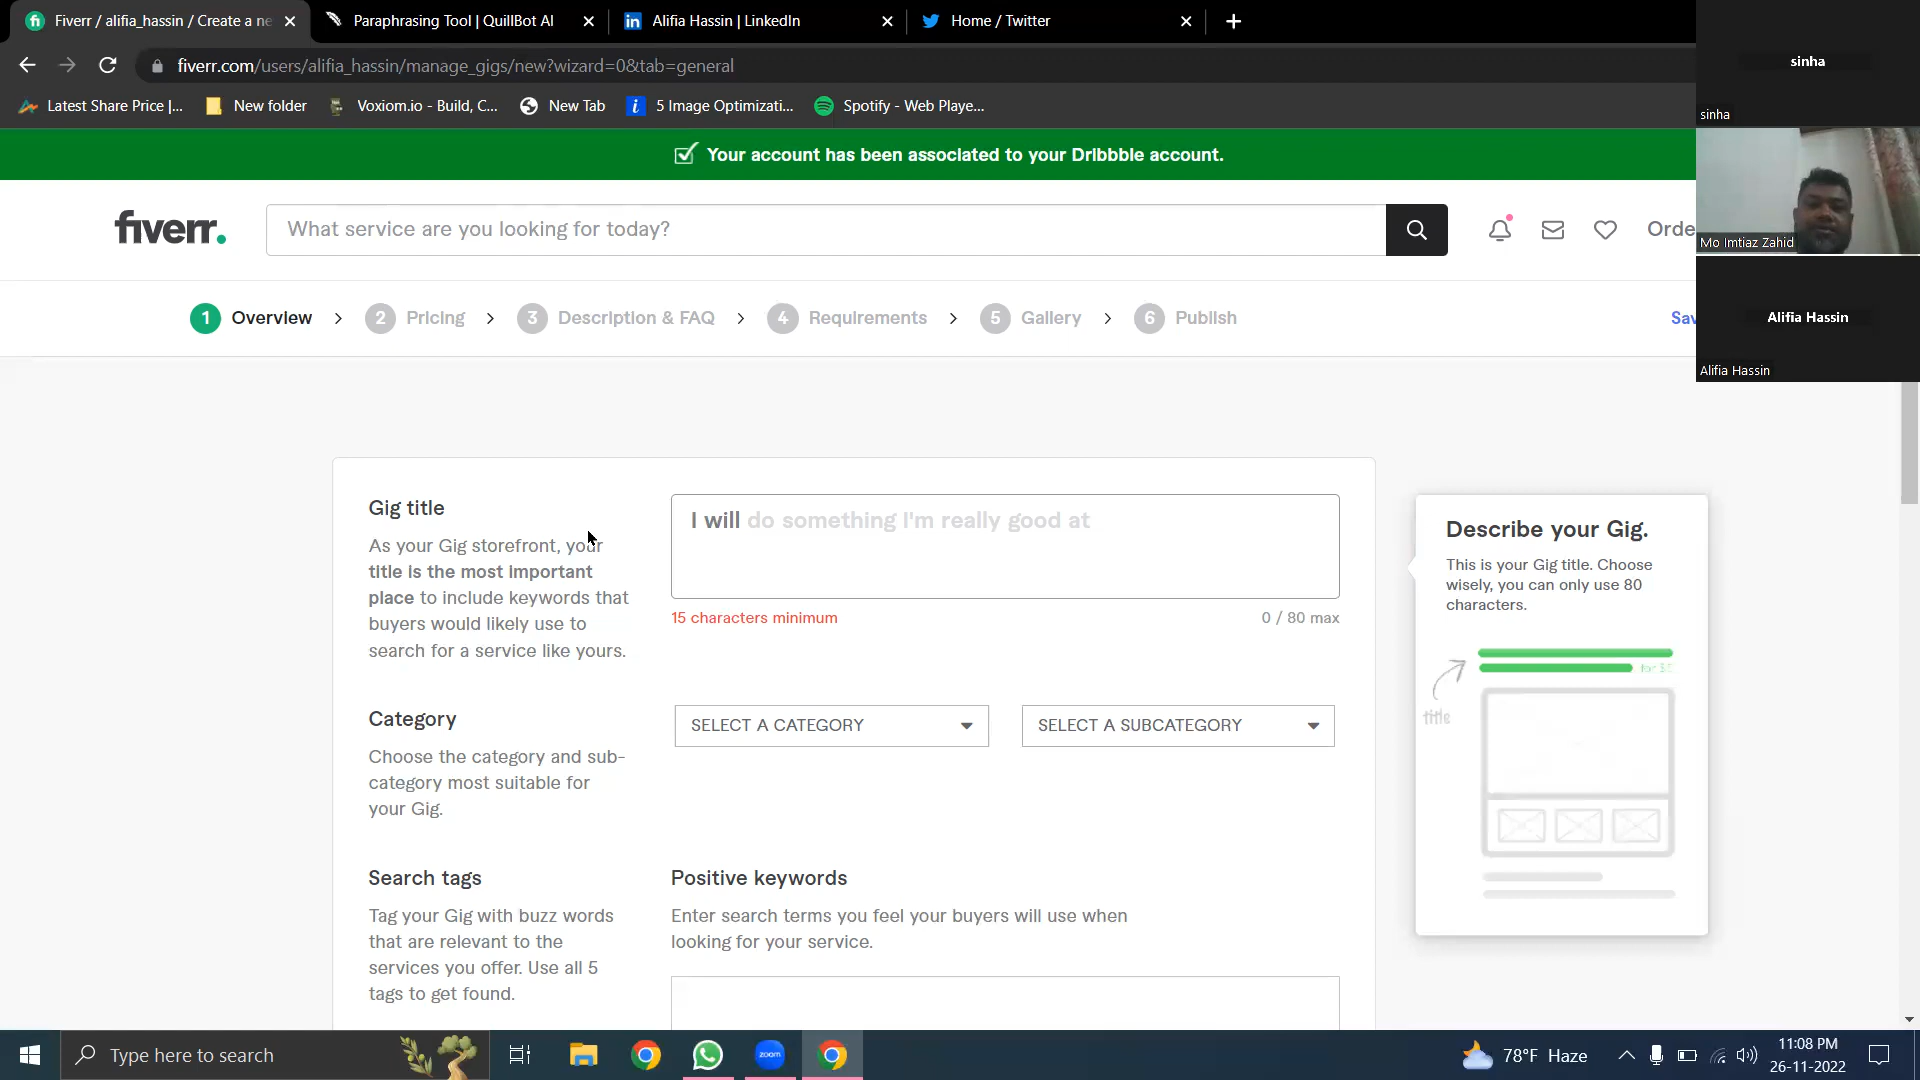 Fiverr / alifia_hassin / Create a ne
Paraphrasing Tool | QuillBot AI
Alifia Hassin | LinkedIn
Home / Twitter
fiverr.com/users/alifia_hassin/manage_gigs/new?wizard=0&tab=general
Latest Share Price |...
New folder
Voxiom.io - Build, C...
New Tab
5 Image Optimizati...
Spotify - Web Playe...
sinha
sinha
Mo Imtiaz Zahid
Alifia Hassin
Alifia Hassin
Your account has been associated to your Dribbble account.
fiverr.
What service are you looking for today?
Orde
1 Overview
2 Pricing
3 Description & FAQ
4 Requirements
5 Gallery
6 Publish
Sav
Gig title
As your Gig storefront, your
title is the most important
place to include keywords that
buyers would likely use to
search for a service like yours.
I will do something I'm really good at
15 characters minimum
0 / 80 max
Describe your Gig.
This is your Gig title. Choose
wisely, you can only use 80
characters.
title
Category
Choose the category and sub-
category most suitable for
your Gig.
SELECT A CATEGORY
SELECT A SUBCATEGORY
Search tags
Tag your Gig with buzz words
that are relevant to the
services you offer. Use all 5
tags to get found.
Positive keywords
Enter search terms you feel your buyers will use when
looking for your service.
Type here to search
zoom
78°F Haze
11:08 PM
26-11-2022